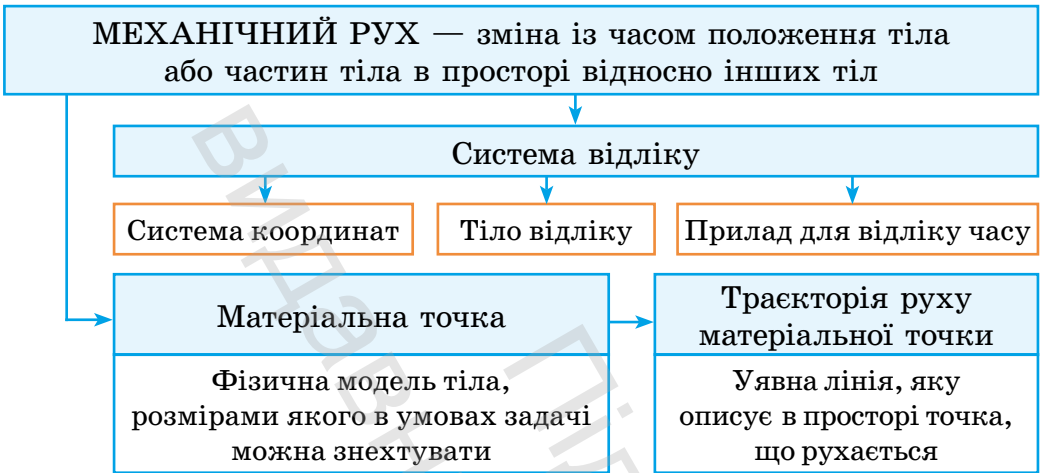 МЕХАНІЧНИЙ РУХ — зміна із часом положення тіла
або частин тіла в просторі відносно інших тіл
Система відліку
Система координат
Тіло відліку
Прилад для відліку часу
Матеріальна точка
Фізична модель тіла,
розмірами якого в умовах задачі
можна знехтувати
Траєкторія руху
матеріальної точки
Уявна лінія, яку
описує в просторі точка,
що рухається